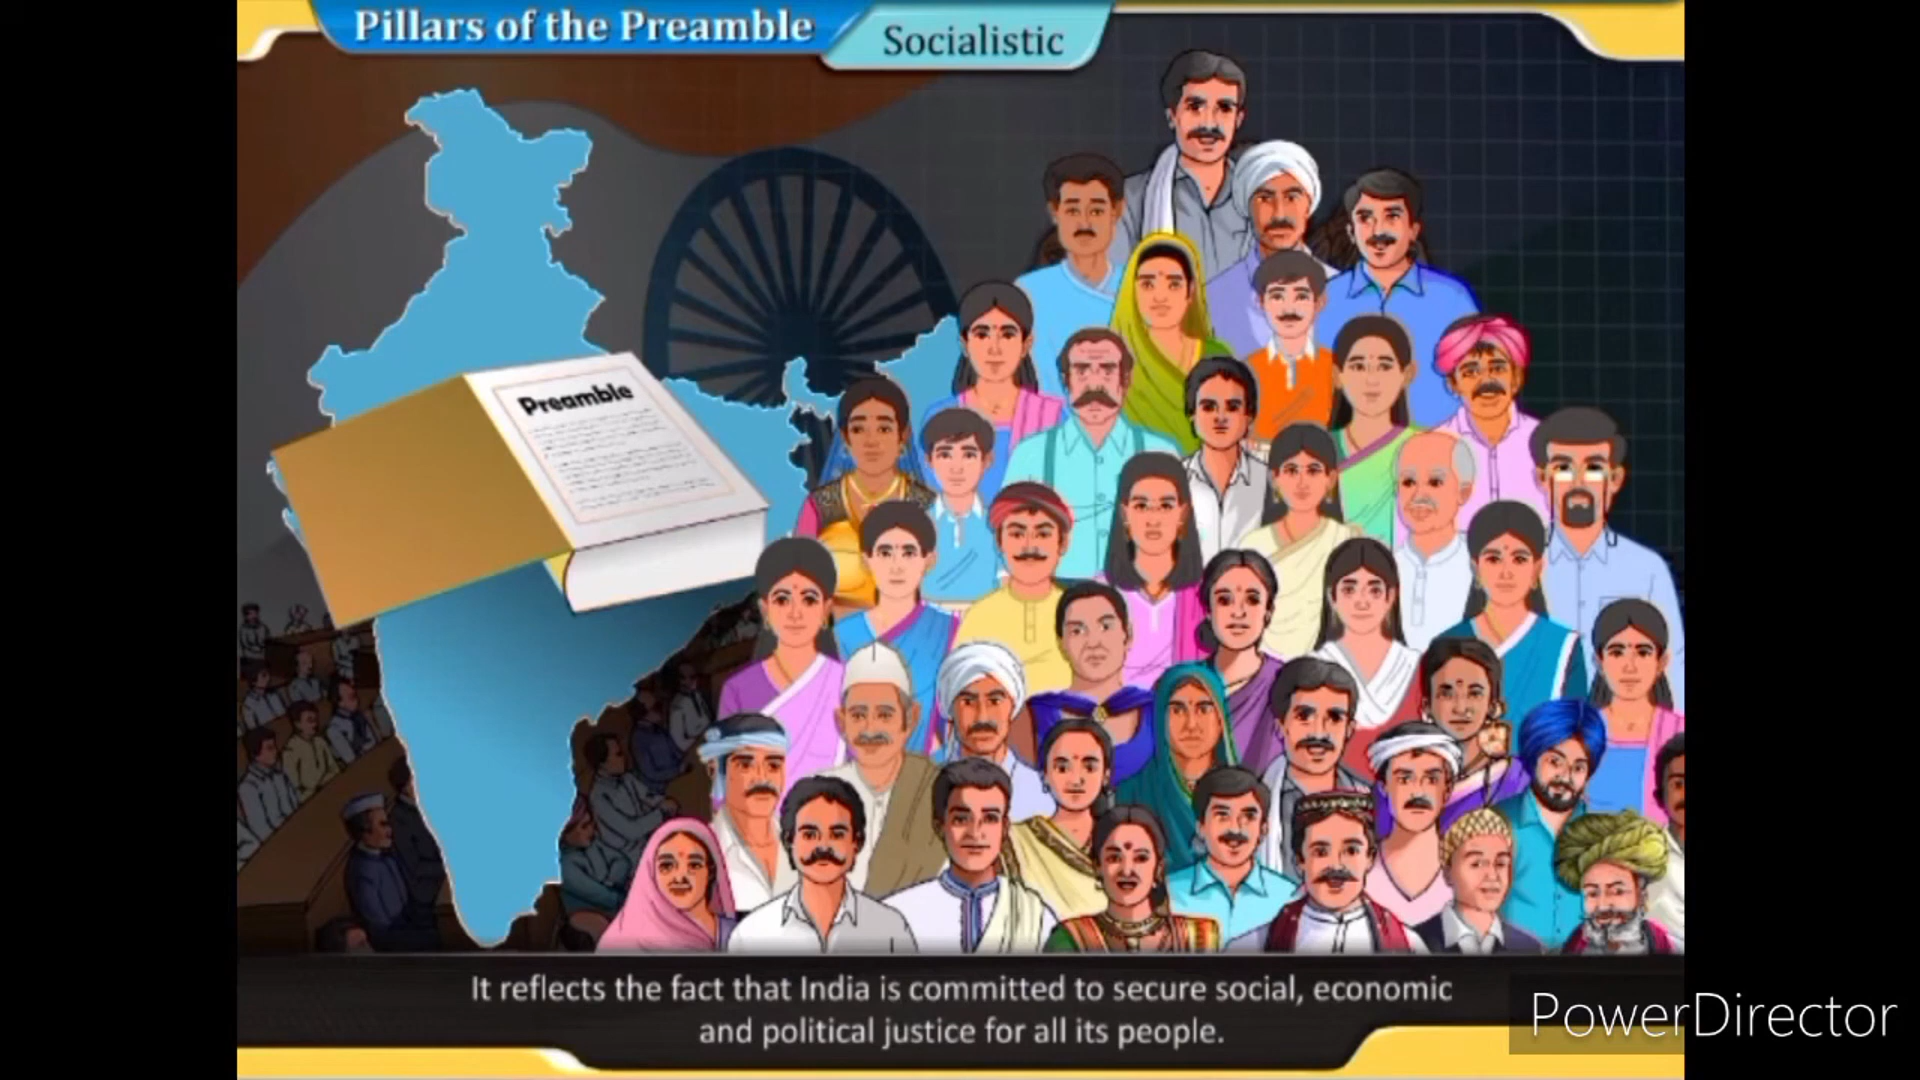 Pillars of the Preamble
Socialistic
Preamble
It reflects the fact that India is committed to secure social, economic
and political justice for all its people.
PowerDirector